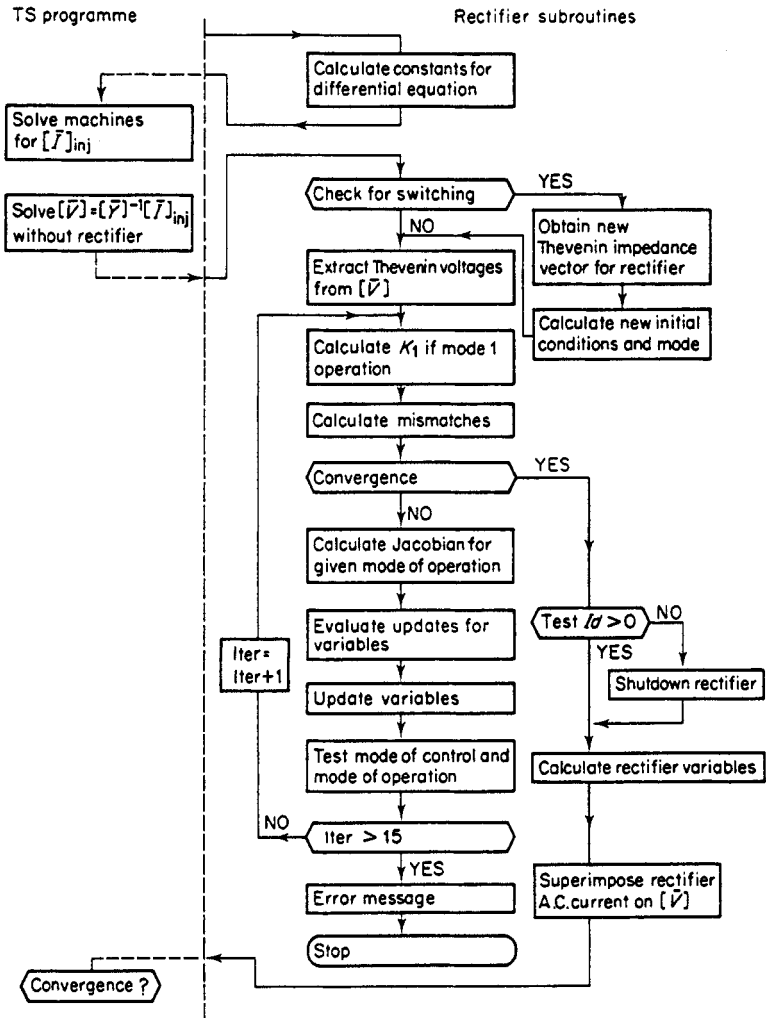 TS programme
Rectifier subroutines
Calculate constants for
differential equation
Solve machines
for [Ī]inj
Solve [V̄] = [Ȳ]⁻¹[Ī]inj
without rectifier
Check for switching
YES
NO
Obtain new
Thevenin impedance
vector for rectifier
Extract Thevenin voltages
from [V̄]
Calculate new initial
conditions and mode
Calculate K₁ if mode 1
operation
Calculate mismatches
Convergence
YES
NO
Calculate Jacobian for
given mode of operation
Test Id > 0
NO
YES
Evaluate updates for
variables
Iter =
Iter+1
Shutdown rectifier
Update variables
Test mode of control and
mode of operation
Calculate rectifier variables
NO
Iter > 15
YES
Error message
Superimpose rectifier
A.C. current on [V̄]
Stop
Convergence ?